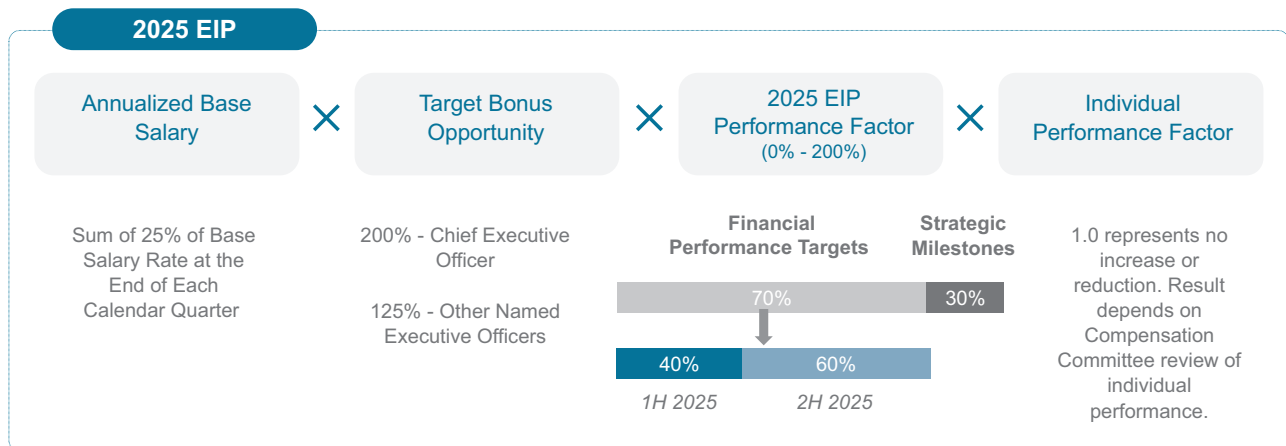 2025 EIP
Annualized Base
Salary
×
Target Bonus
Opportunity
×
2025 EIP
Performance Factor
(0% - 200%)
×
Individual
Performance Factor
Sum of 25% of Base
Salary Rate at the
End of Each
Calendar Quarter
200% - Chief Executive
Officer
125% - Other Named
Executive Officers
Financial
Performance Targets
Strategic
Milestones
70%
30%
40%
60%
1H 2025
2H 2025
1.0 represents no
increase or
reduction. Result
depends on
Compensation
Committee review of
individual
performance.